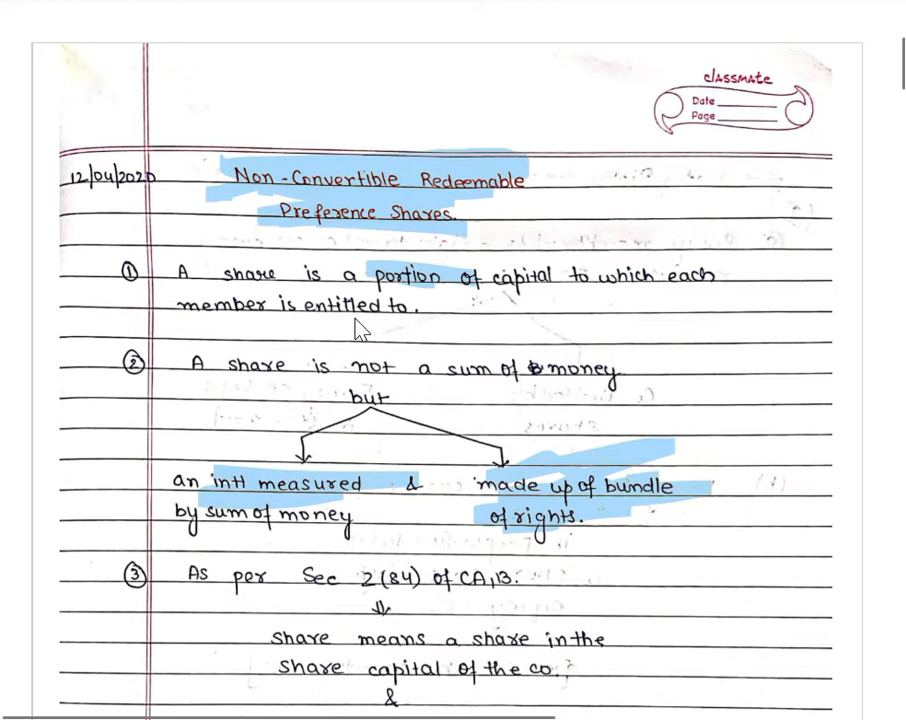 classmate
Date
Page
12/04/2020 Non-Convertible Redeemable
Preference Shares.
① A share is a portion of capital to which each
member is entitled to.
② A share is not a sum of money
but
an intt measured & made up of bundle
by sum of money of rights.
③ As per Sec 2(84) of CA,13.
⇓
Share means a share in the
Share capital of the co.
&